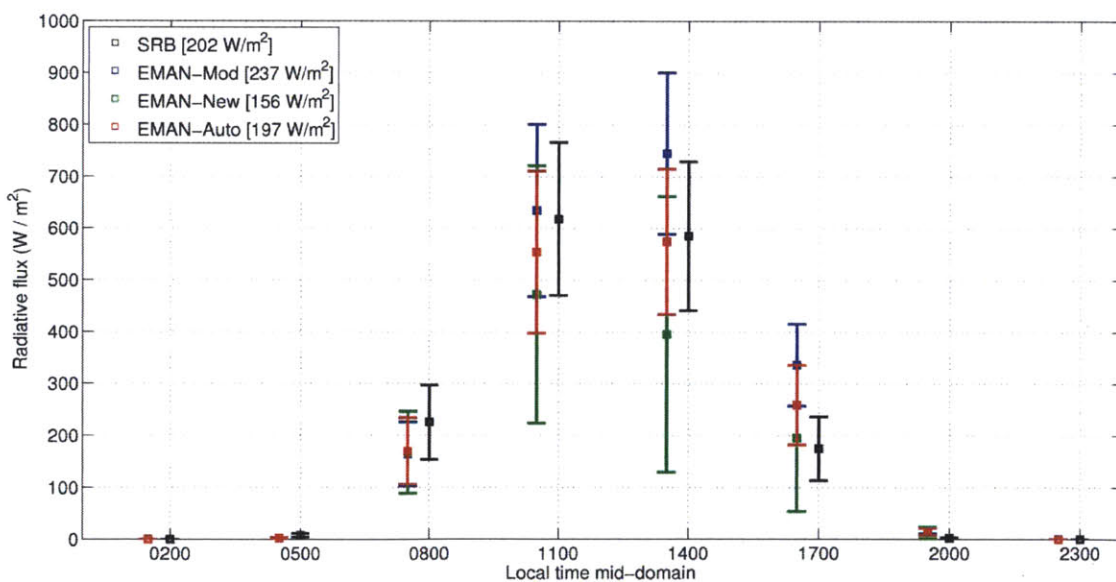 1000
900
800
700
600
500
400
300
200
100
0
Radiative flux (W / m²)
SRB [202 W/m²]
EMAN−Mod [237 W/m²]
EMAN−New [156 W/m²]
EMAN−Auto [197 W/m²]
0200 0500 0800 1100 1400 1700 2000 2300
Local time mid−domain